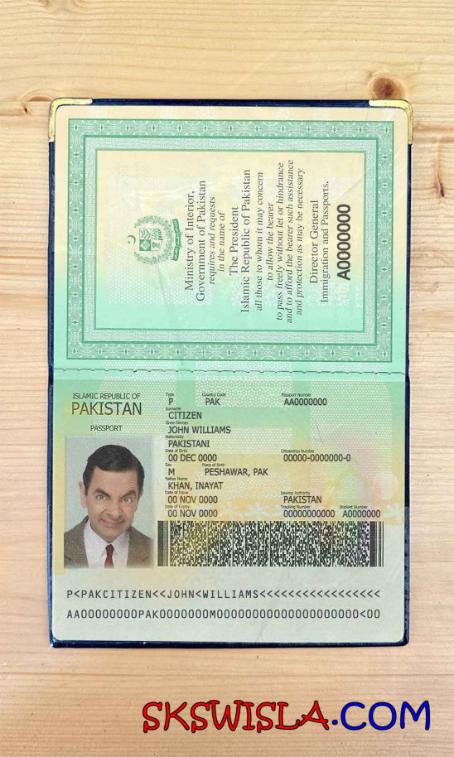 Ministry of Interior,
Government of Pakistan
requires and requests
in the name of
The President
Islamic Republic of Pakistan
all those to whom it may concern
to allow the bearer
to pass freely without let or hindrance
and to afford the bearer such assistance
and protection as may be necessary
Director General
Immigration and Passports.
A0000000
ISLAMIC REPUBLIC OF
PAKISTAN
PASSPORT
Type Country Code Passport Number
P PAK AA0000000
Surname
CITIZEN
Given Names
JOHN WILLIAMS
Nationality
PAKISTANI
Date of Birth Citizenship Number
00 DEC 0000 00000-0000000-0
Sex Place of Birth
M PESHAWAR, PAK
Father Name
KHAN, INAYAT
Date of Issue Issuing Authority
00 NOV 0000 PAKISTAN
Date of Expiry Tracking Number Booklet Number
00 NOV 0000 00000000000 A0000000
P<PAKCITIZEN<<JOHN<WILLIAMS<<<<<<<<<<<<<<<<<
SKSWISLA.COM